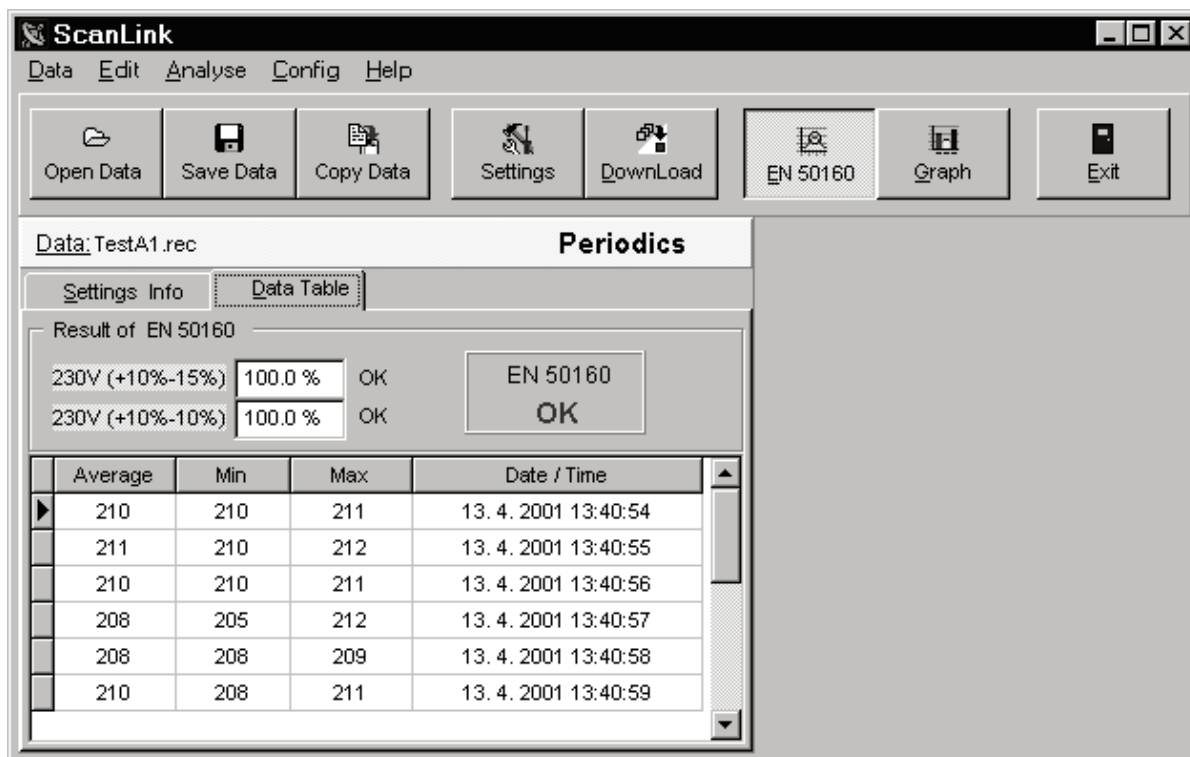 ScanLink
Data Edit Analyse Config Help
Open Data Save Data Copy Data Settings DownLoad EN 50160 Graph Exit
Data: TestA1.rec Periodics
Settings Info Data Table
Result of EN 50160
230V (+10%-15%) 100.0 % OK EN 50160
230V (+10%-10%) 100.0 % OK OK
Average Min Max Date / Time
210 210 211 13. 4. 2001 13:40:54
211 210 212 13. 4. 2001 13:40:55
210 210 211 13. 4. 2001 13:40:56
208 205 212 13. 4. 2001 13:40:57
208 208 209 13. 4. 2001 13:40:58
210 208 211 13. 4. 2001 13:40:59